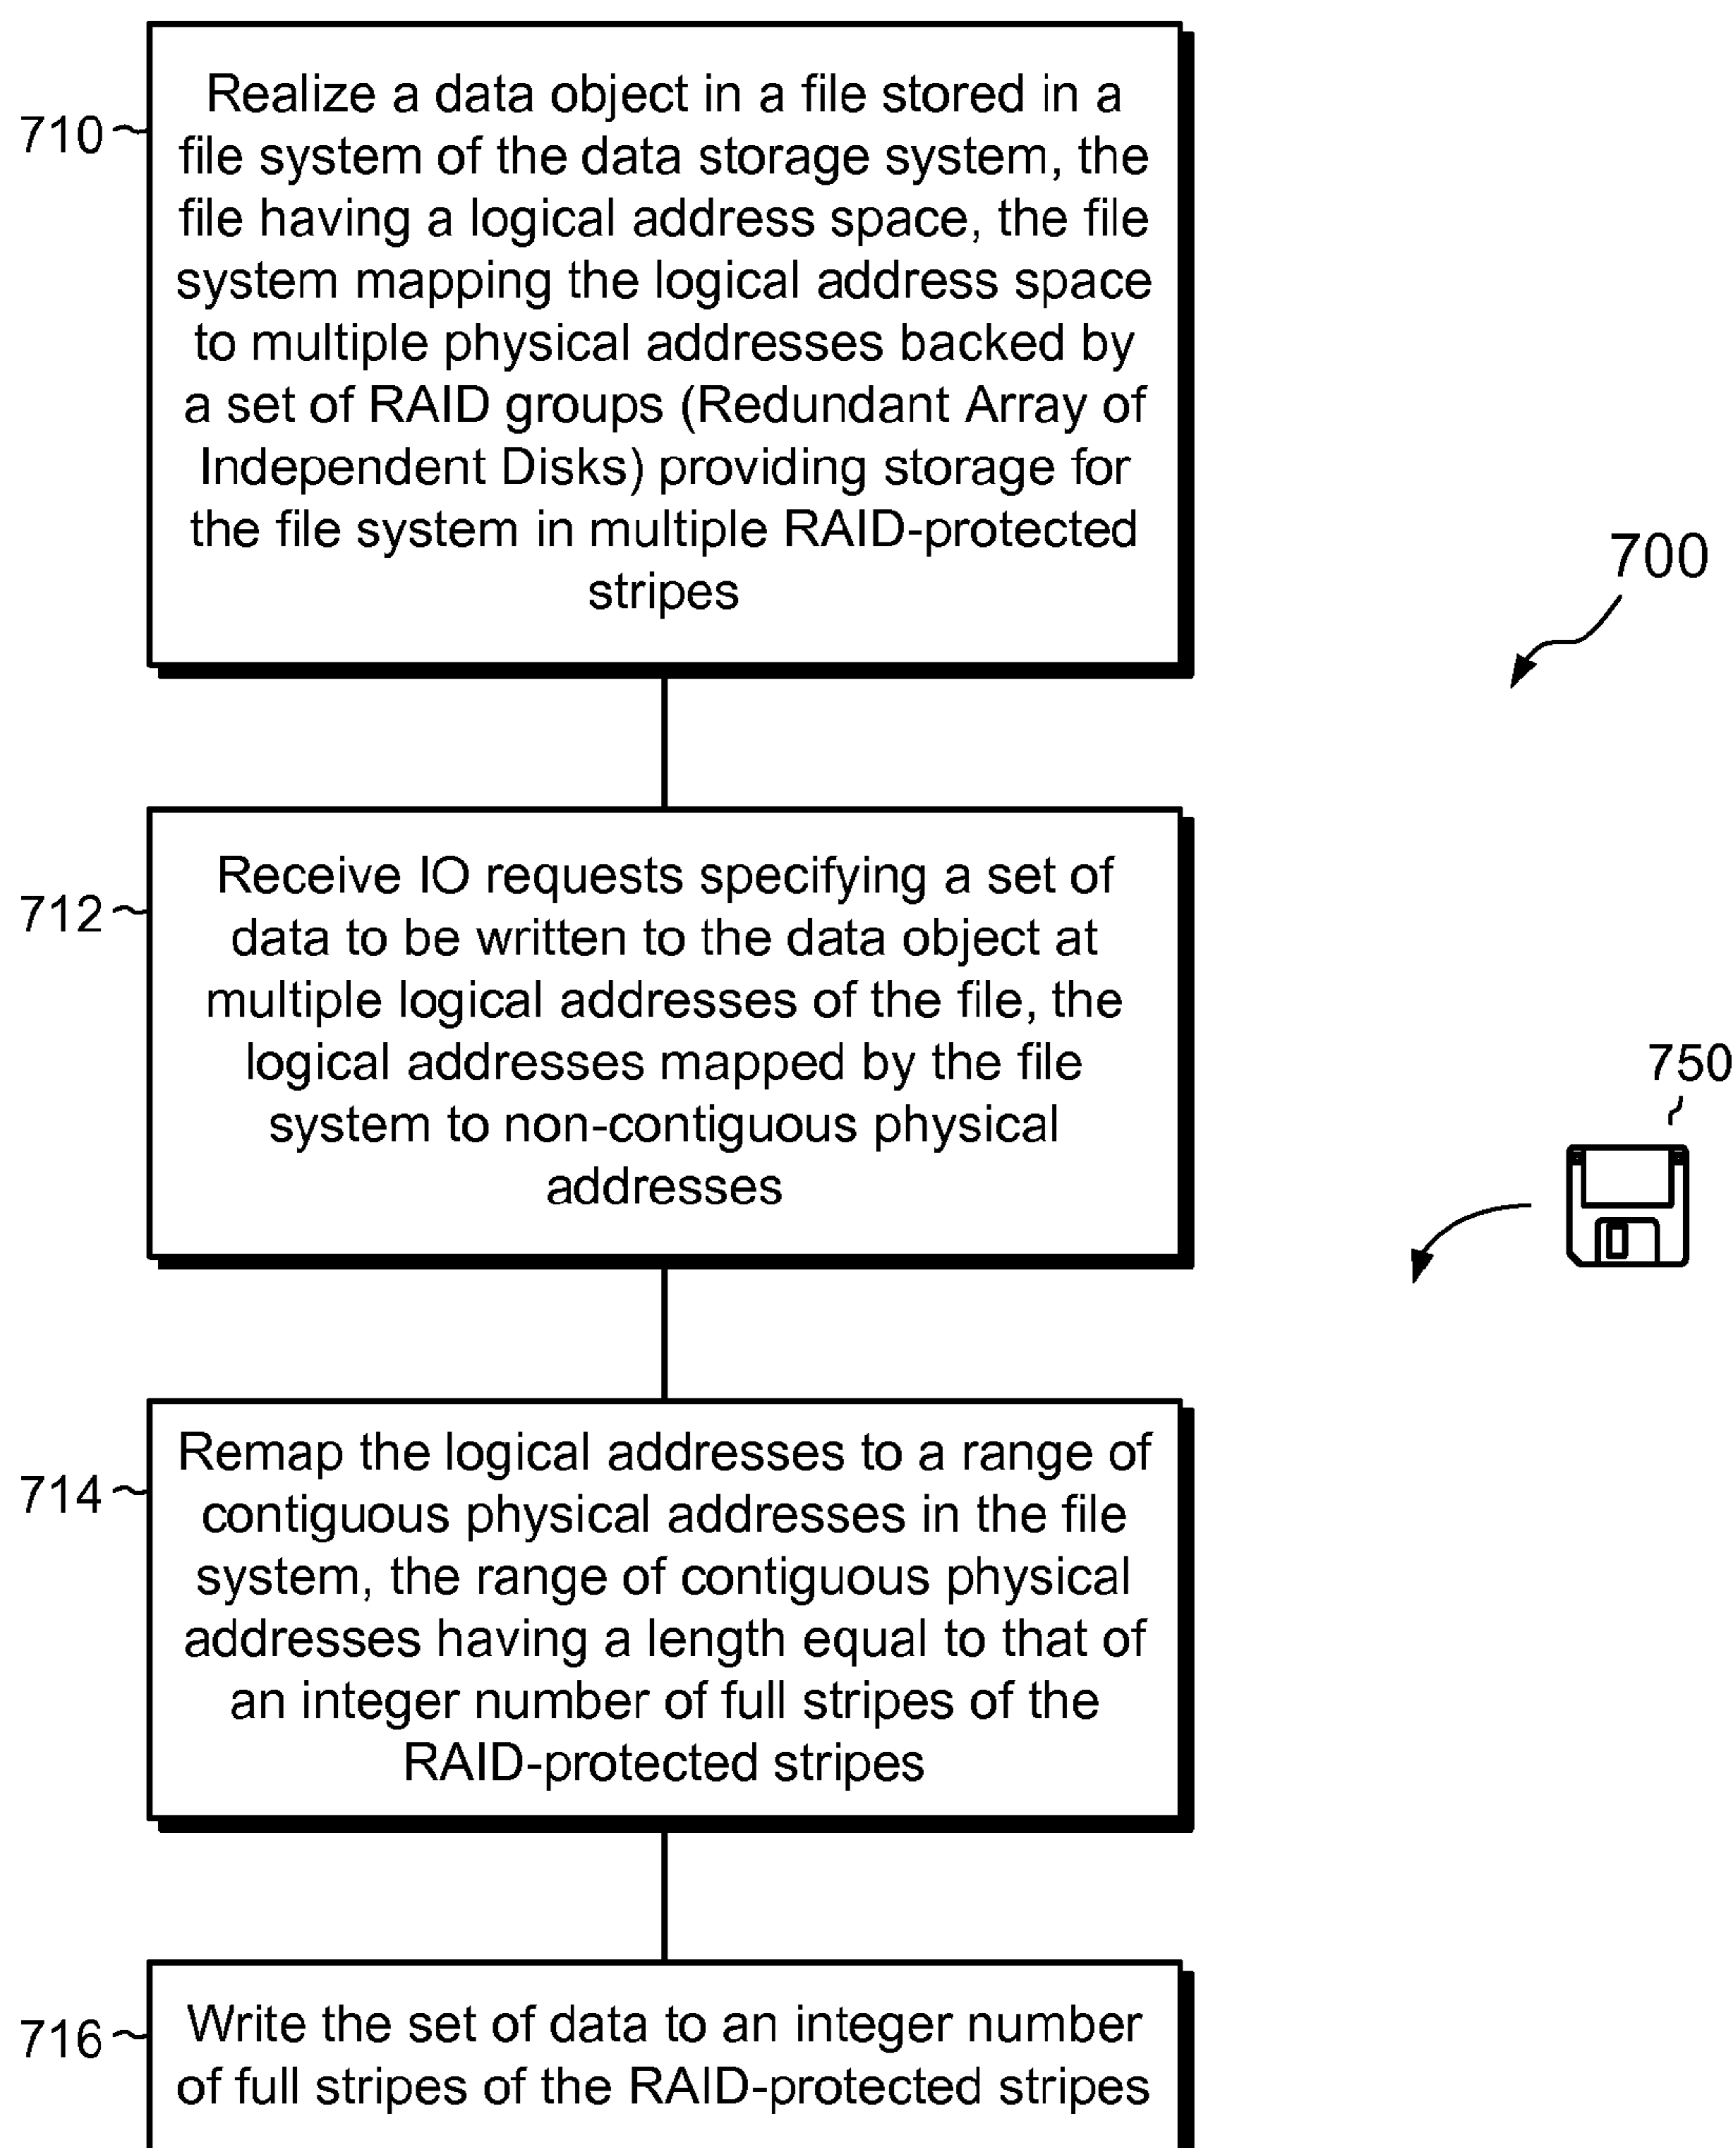 710
Realize a data object in a file stored in a
file system of the data storage system, the
file having a logical address space, the file
system mapping the logical address space
to multiple physical addresses backed by
a set of RAID groups (Redundant Array of
Independent Disks) providing storage for
the file system in multiple RAID-protected
stripes
700
712
Receive IO requests specifying a set of
data to be written to the data object at
multiple logical addresses of the file, the
logical addresses mapped by the file
system to non-contiguous physical
addresses
750
714
Remap the logical addresses to a range of
contiguous physical addresses in the file
system, the range of contiguous physical
addresses having a length equal to that of
an integer number of full stripes of the
RAID-protected stripes
716
Write the set of data to an integer number
of full stripes of the RAID-protected stripes